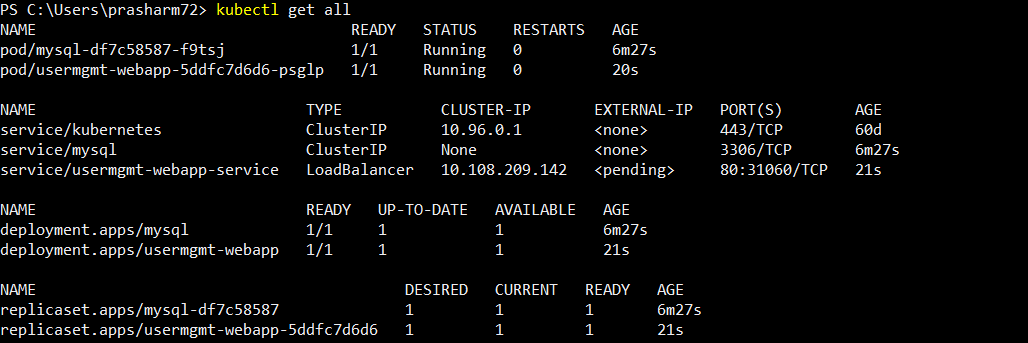 PS C:\Users\prasharm72> kubectl get all
NAME READY STATUS RESTARTS AGE
pod/mysql-df7c58587-f9tsj 1/1 Running 0 6m27s
pod/usermgmt-webapp-5ddfc7d6d6-psglp 1/1 Running 0 20s
NAME TYPE CLUSTER-IP EXTERNAL-IP PORT(S) AGE
service/kubernetes ClusterIP 10.96.0.1 <none> 443/TCP 60d
service/mysql ClusterIP None <none> 3306/TCP 6m27s
service/usermgmt-webapp-service LoadBalancer 10.108.209.142 <pending> 80:31060/TCP 21s
NAME READY UP-TO-DATE AVAILABLE AGE
deployment.apps/mysql 1/1 1 1 6m27s
deployment.apps/usermgmt-webapp 1/1 1 1 21s
NAME DESIRED CURRENT READY AGE
replicaset.apps/mysql-df7c58587 1 1 1 6m27s
replicaset.apps/usermgmt-webapp-5ddfc7d6d6 1 1 1 21s